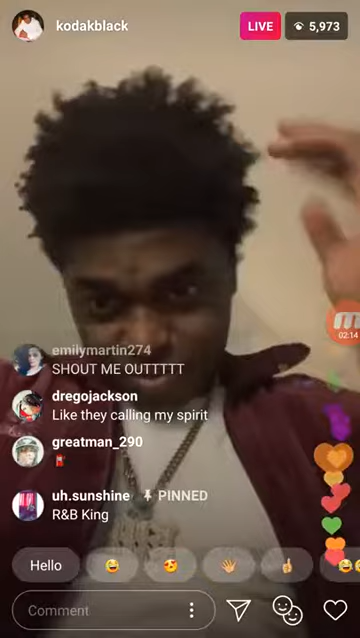 kodakblack
LIVE
5,973
02:14
emilymartin274
SHOUT ME OUTTTTT
dregojackson
Like they calling my spirit
greatman_290
uh.sunshine PINNED
R&B King
Hello
Comment